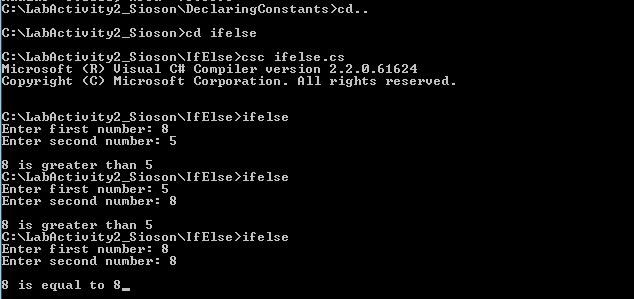 C:\LabActivity2_Sioson\DeclaringConstants>cd..
C:\LabActivity2_Sioson>cd ifelse
C:\LabActivity2_Sioson\IfElse>csc ifelse.cs
Microsoft (R) Visual C# Compiler version 2.2.0.61624
Copyright (C) Microsoft Corporation. All rights reserved.
C:\LabActivity2_Sioson\IfElse>ifelse
Enter first number: 8
Enter second number: 5
8 is greater than 5
C:\LabActivity2_Sioson\IfElse>ifelse
Enter first number: 5
Enter second number: 8
8 is greater than 5
C:\LabActivity2_Sioson\IfElse>ifelse
Enter first number: 8
Enter second number: 8
8 is equal to 8_